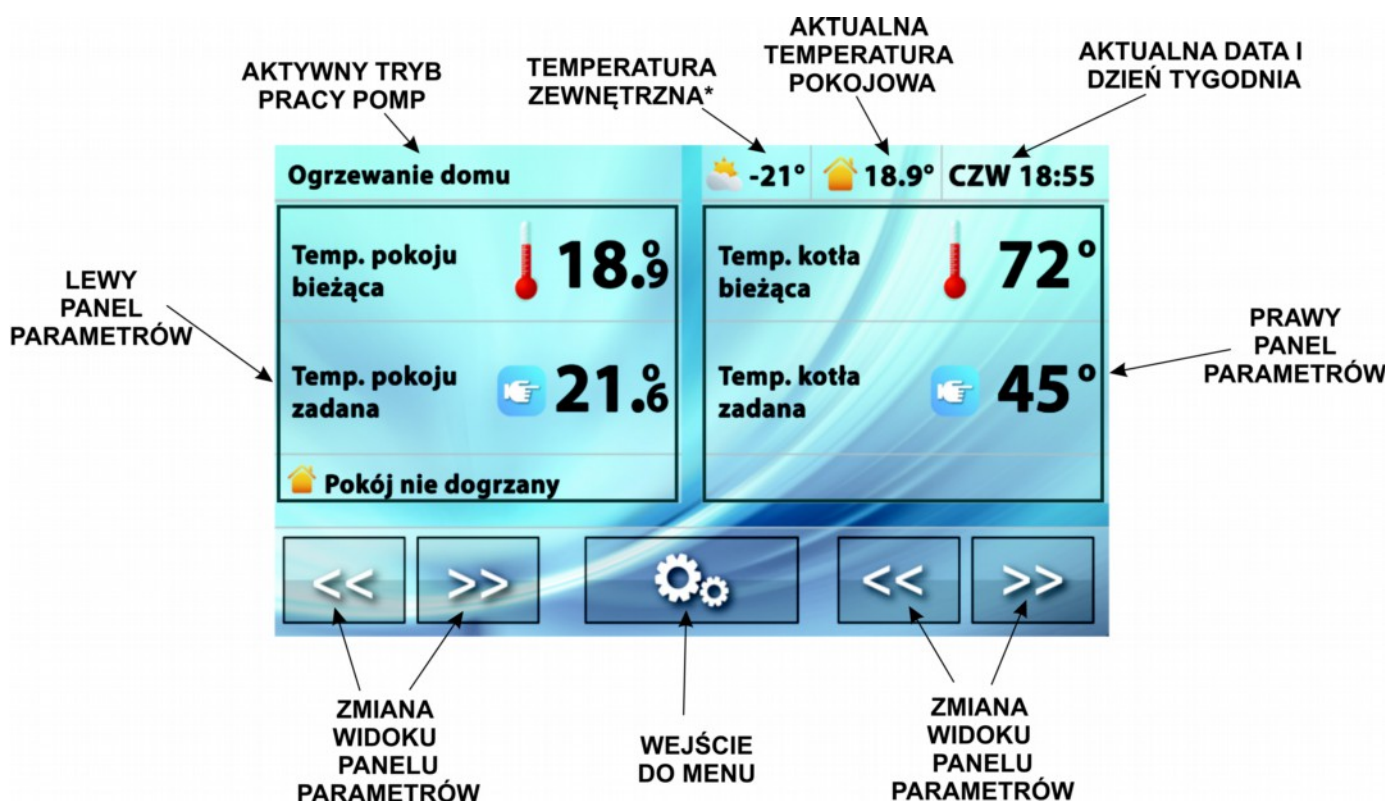 AKTYWNY TRYB
PRACY POMP
TEMPERATURA
ZEWNĘTRZNA*
AKTUALNA
TEMPERATURA
POKOJOWA
AKTUALNA DATA I
DZIEŃ TYGODNIA
Ogrzewanie domu
-21°
18.9°
CZW 18:55
LEWY
PANEL
PARAMETRÓW
Temp. pokoju
bieżąca
18.9°
Temp. pokoju
zadana
21.6°
Pokój nie dogrzany
Temp. kotła
bieżąca
72°
Temp. kotła
zadana
45°
PRAWY
PANEL
PARAMETRÓW
<<
>>
<<
>>
ZMIANA
WIDOKU
PANELU
PARAMETRÓW
WEJŚCIE
DO MENU
ZMIANA
WIDOKU
PANELU
PARAMETRÓW